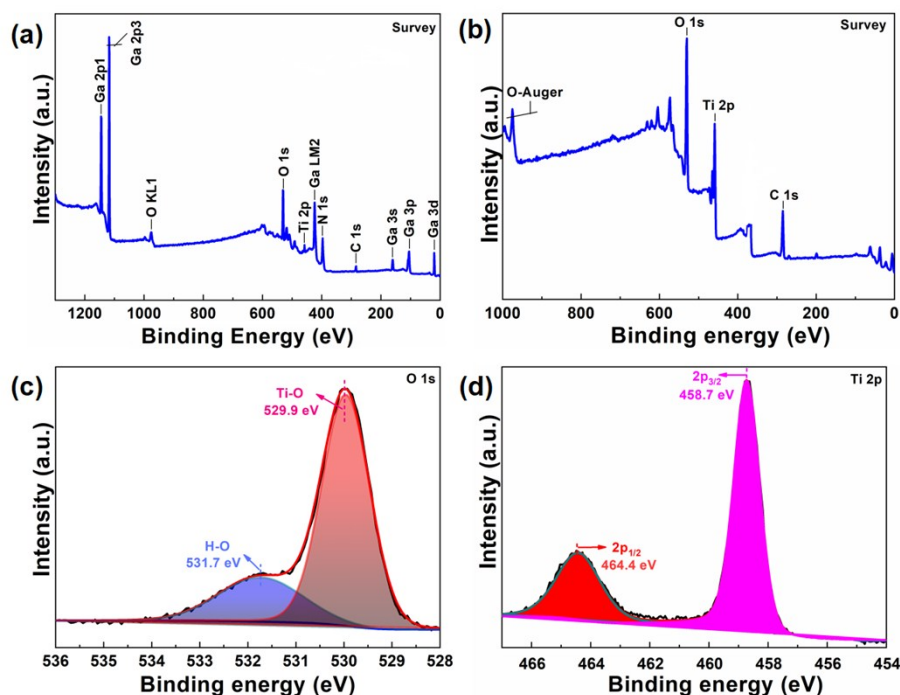 (a)
Survey
Ga 2p1
Ga 2p3
O KL1
O 1s
Ti 2p
Ga LM2
N 1s
C 1s
Ga 3s
Ga 3p
Ga 3d
Intensity (a.u.)
1200 1000 800 600 400 200 0
Binding Energy (eV)
(b)
Survey
O-Auger
O 1s
Ti 2p
C 1s
Intensity (a.u.)
1000 800 600 400 200 0
Binding energy (eV)
(c)
O 1s
Ti-O
529.9 eV
H-O
531.7 eV
Intensity (a.u.)
536 535 534 533 532 531 530 529 528
Binding energy (eV)
(d)
Ti 2p
2p3/2
458.7 eV
2p1/2
464.4 eV
Intensity (a.u.)
466 464 462 460 458 456 454
Binding energy (eV)